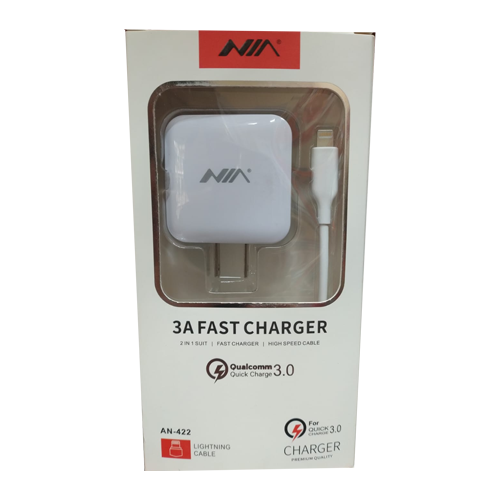 NIA
NIA
3A FAST CHARGER
2 IN 1 SUIT | FAST CHARGER | HIGH SPEED CABLE
Qualcomm
Quick Charge 3.0
AN-422
LIGHTNING
CABLE
For
QUICK
CHARGE 3.0
CHARGER
PREMIUM QUALITY